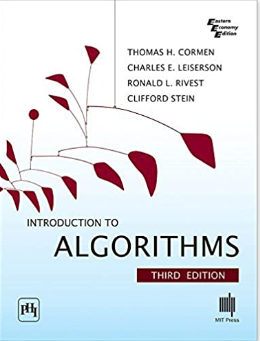 Eastern
Economy
Edition
THOMAS H. CORMEN
CHARLES E. LEISERSON
RONALD L. RIVEST
CLIFFORD STEIN
INTRODUCTION TO
ALGORITHMS
THIRD EDITION
PHI
MIT Press